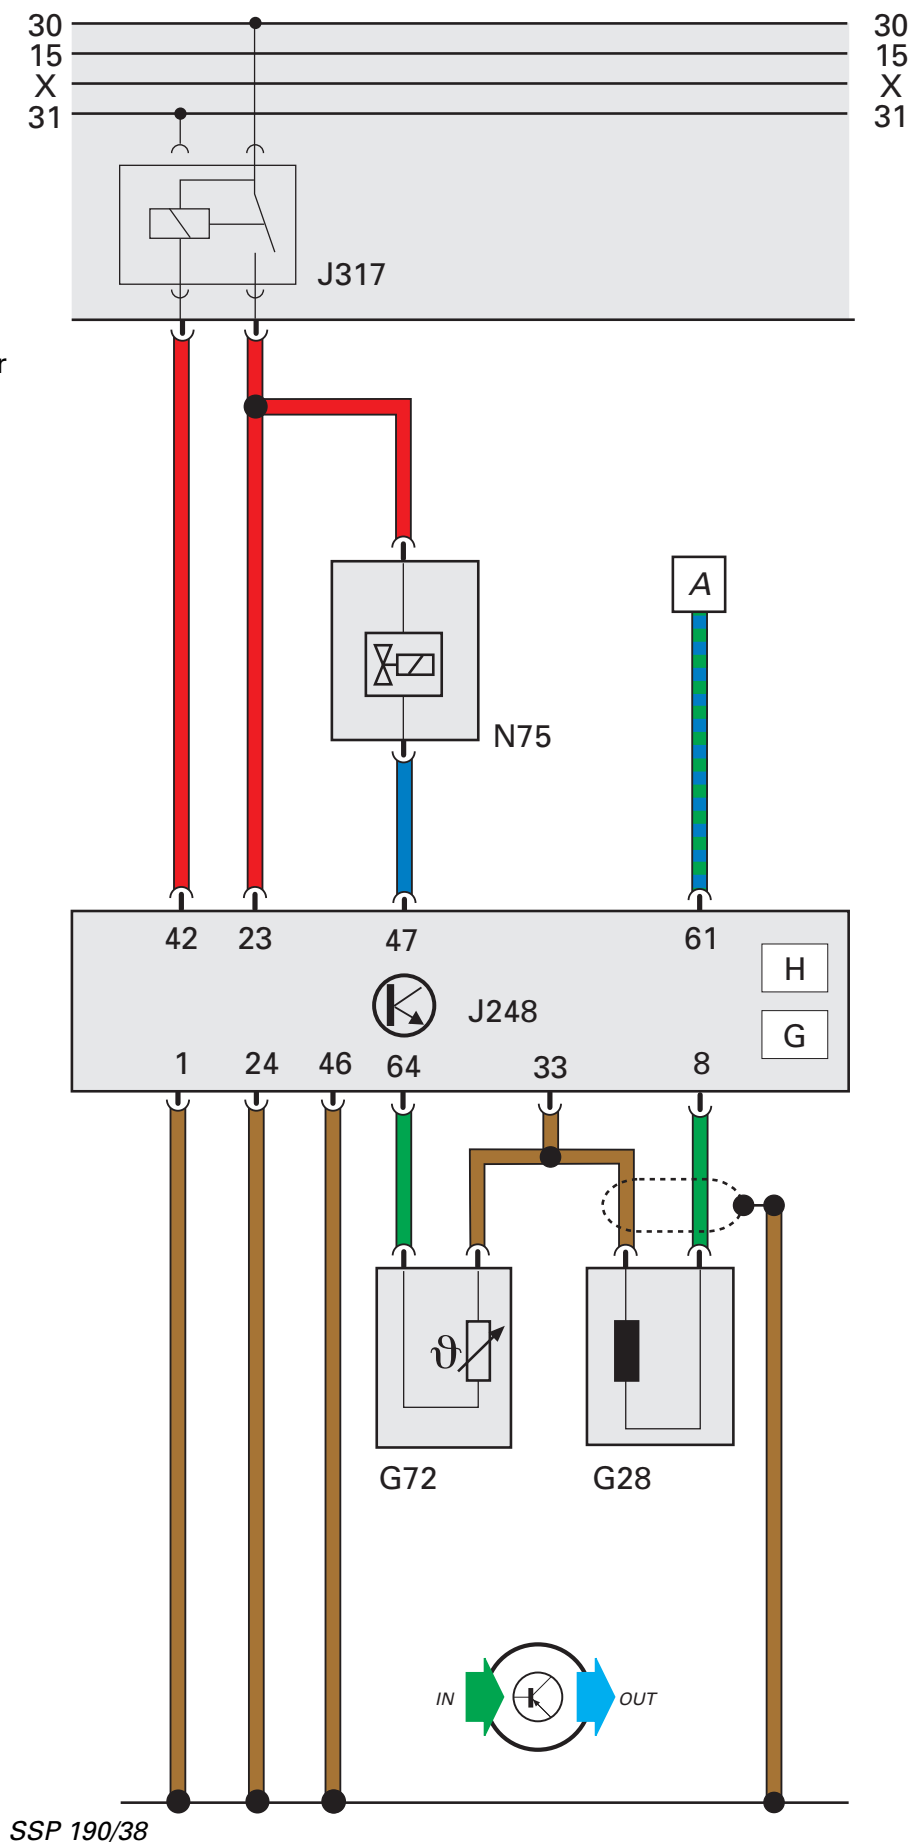 30 30
15 15
X X
31 31
J317
r
A
N75
42 23 47 61
H
J248
G
1 24 46 64 33 8
ϑ
G72 G28
IN OUT
SSP 190/38